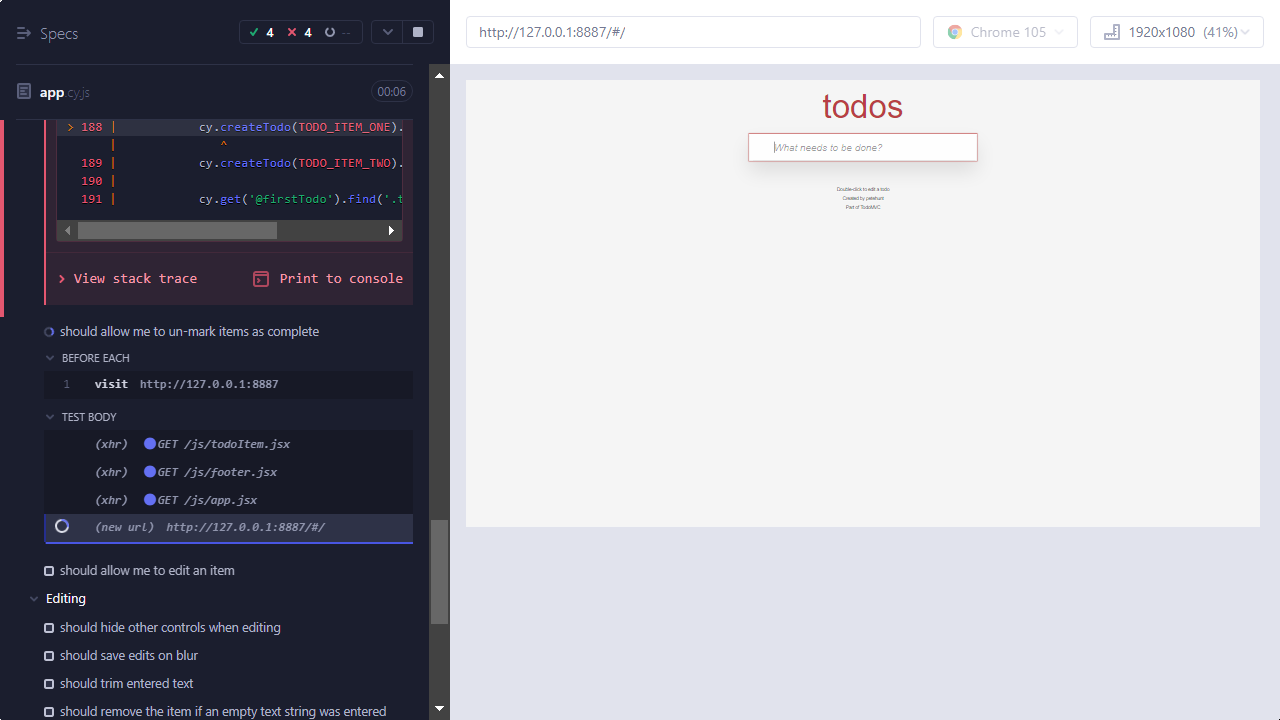 Specs
4 4 --
app.cy.js 00:06
> 188 | cy.createTodo(TODO_ITEM_ONE).
| ^
189 | cy.createTodo(TODO_ITEM_TWO).
190 |
191 | cy.get('@firstTodo').find('.t
View stack trace Print to console
should allow me to un-mark items as complete
BEFORE EACH
1 visit http://127.0.0.1:8887
TEST BODY
(xhr) GET /js/todoItem.jsx
(xhr) GET /js/footer.jsx
(xhr) GET /js/app.jsx
(new url) http://127.0.0.1:8887/#/
should allow me to edit an item
Editing
should hide other controls when editing
should save edits on blur
should trim entered text
should remove the item if an empty text string was entered
http://127.0.0.1:8887/#/
Chrome 105
1920x1080 (41%)
todos
What needs to be done?
Double-click to edit a todo
Created by petehunt
Part of TodoMVC